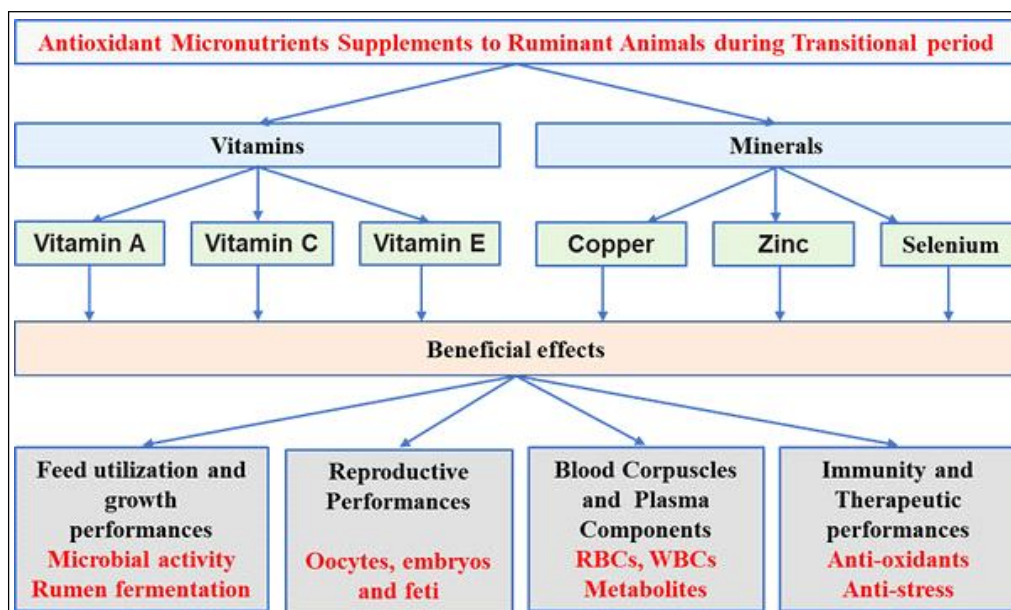 Antioxidant Micronutrients Supplements to Ruminant Animals during Transitional period
Vitamins
Minerals
Vitamin A
Vitamin C
Vitamin E
Copper
Zinc
Selenium
Beneficial effects
Feed utilization and
growth
performances
Microbial activity
Rumen fermentation
Reproductive
Performances
Oocytes, embryos
and feti
Blood Corpuscles
and Plasma
Components
RBCs, WBCs
Metabolites
Immunity and
Therapeutic
performances
Anti-oxidants
Anti-stress